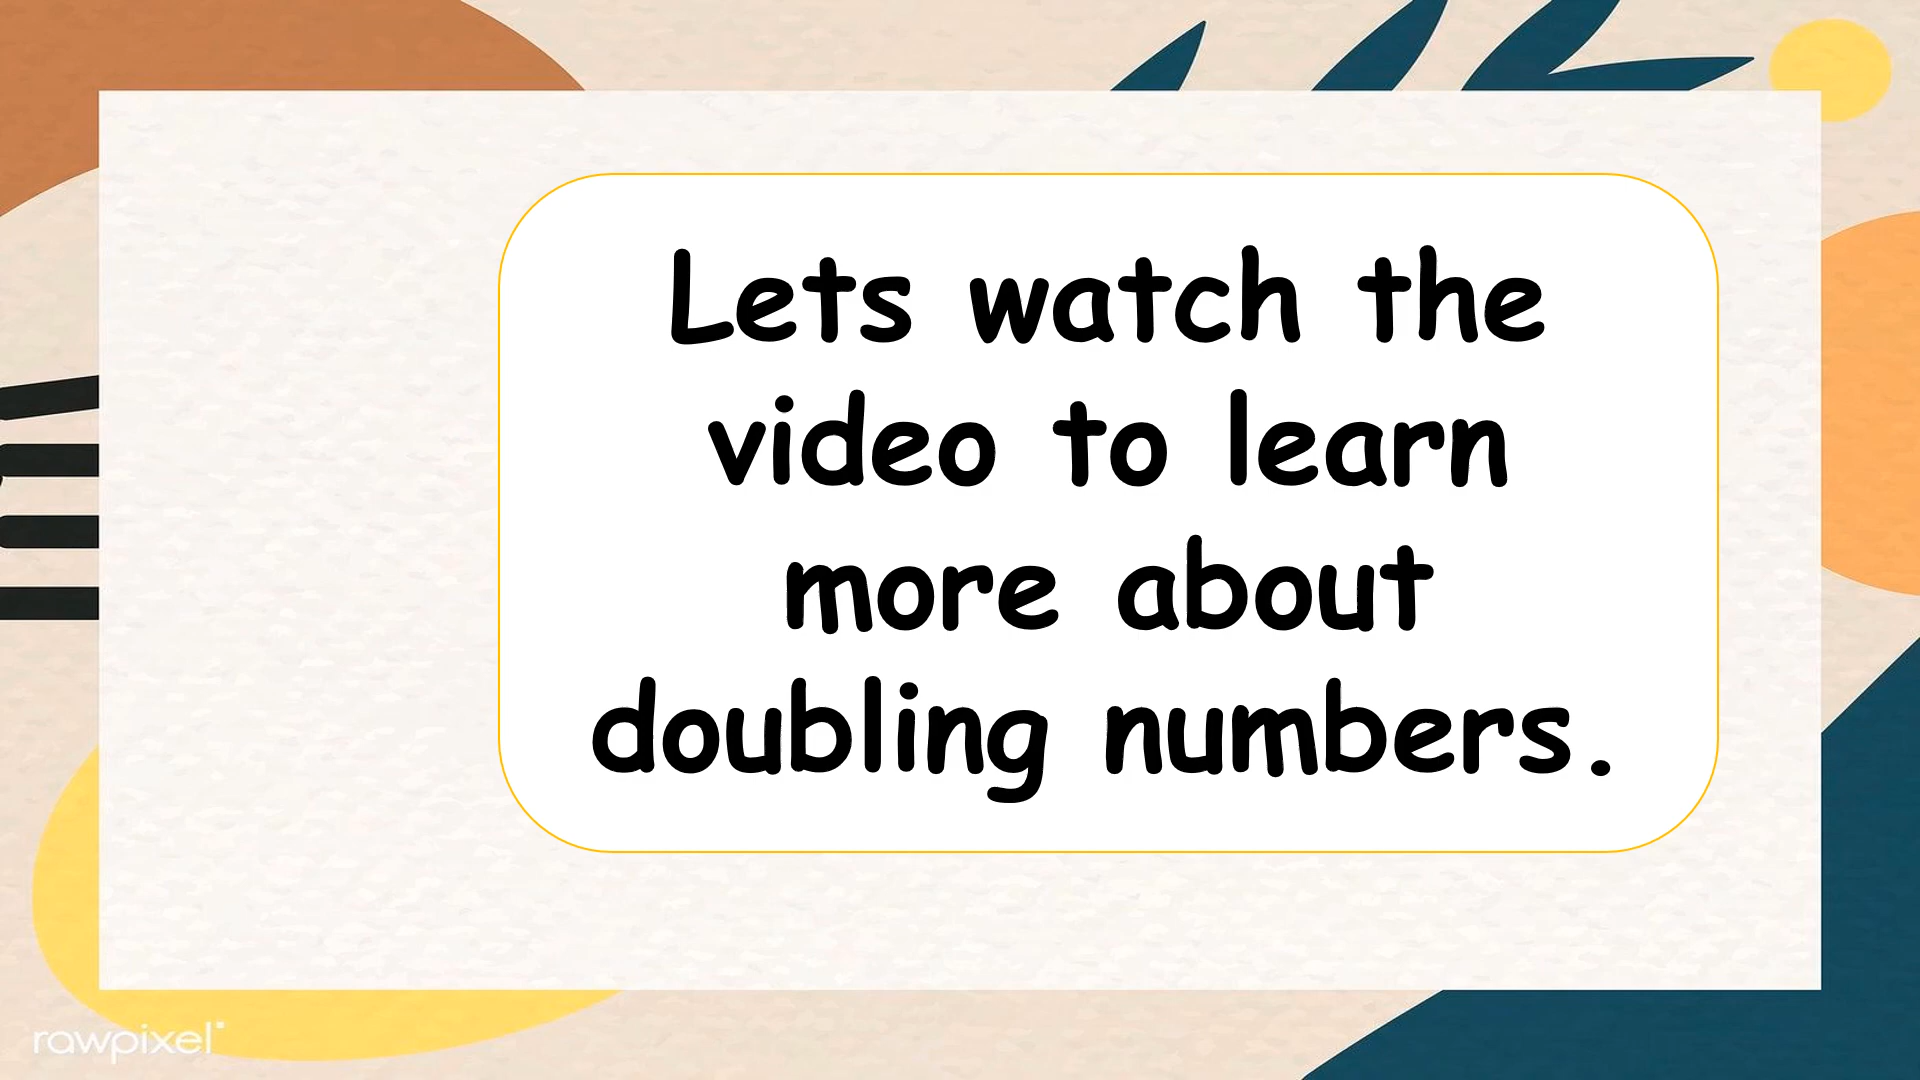 Lets watch the
video to learn
more about
doubling numbers.
rawpixel